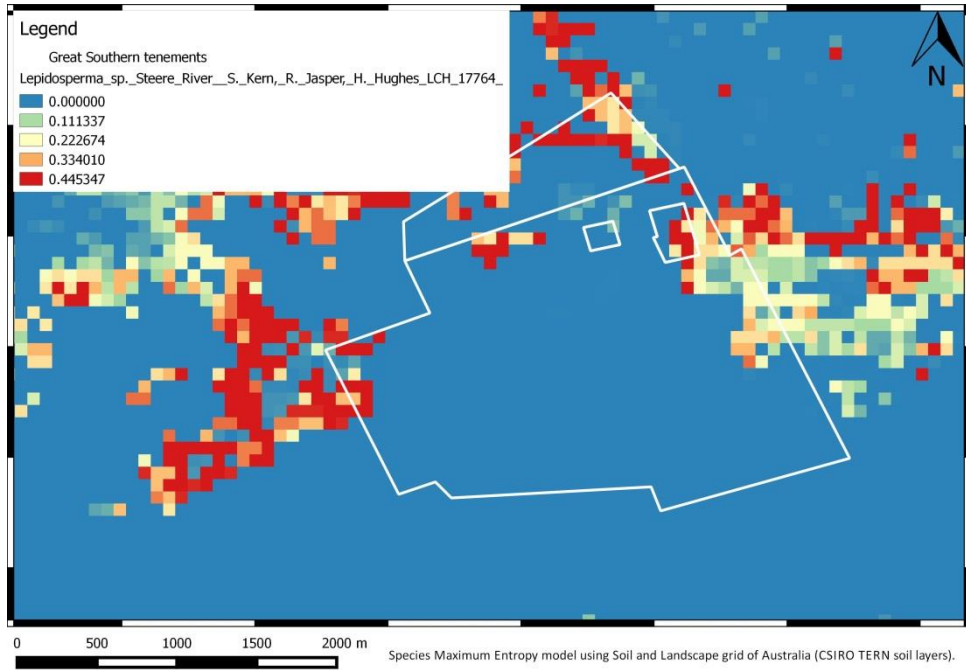 Legend
Great Southern tenements
Lepidosperma_sp._Steere_River__S._Kern,_R._Jasper,_H._Hughes_LCH_17764_
0.000000
0.111337
0.222674
0.334010
0.445347
N
0 500 1000 1500 2000 m
Species Maximum Entropy model using Soil and Landscape grid of Australia (CSIRO TERN soil layers).